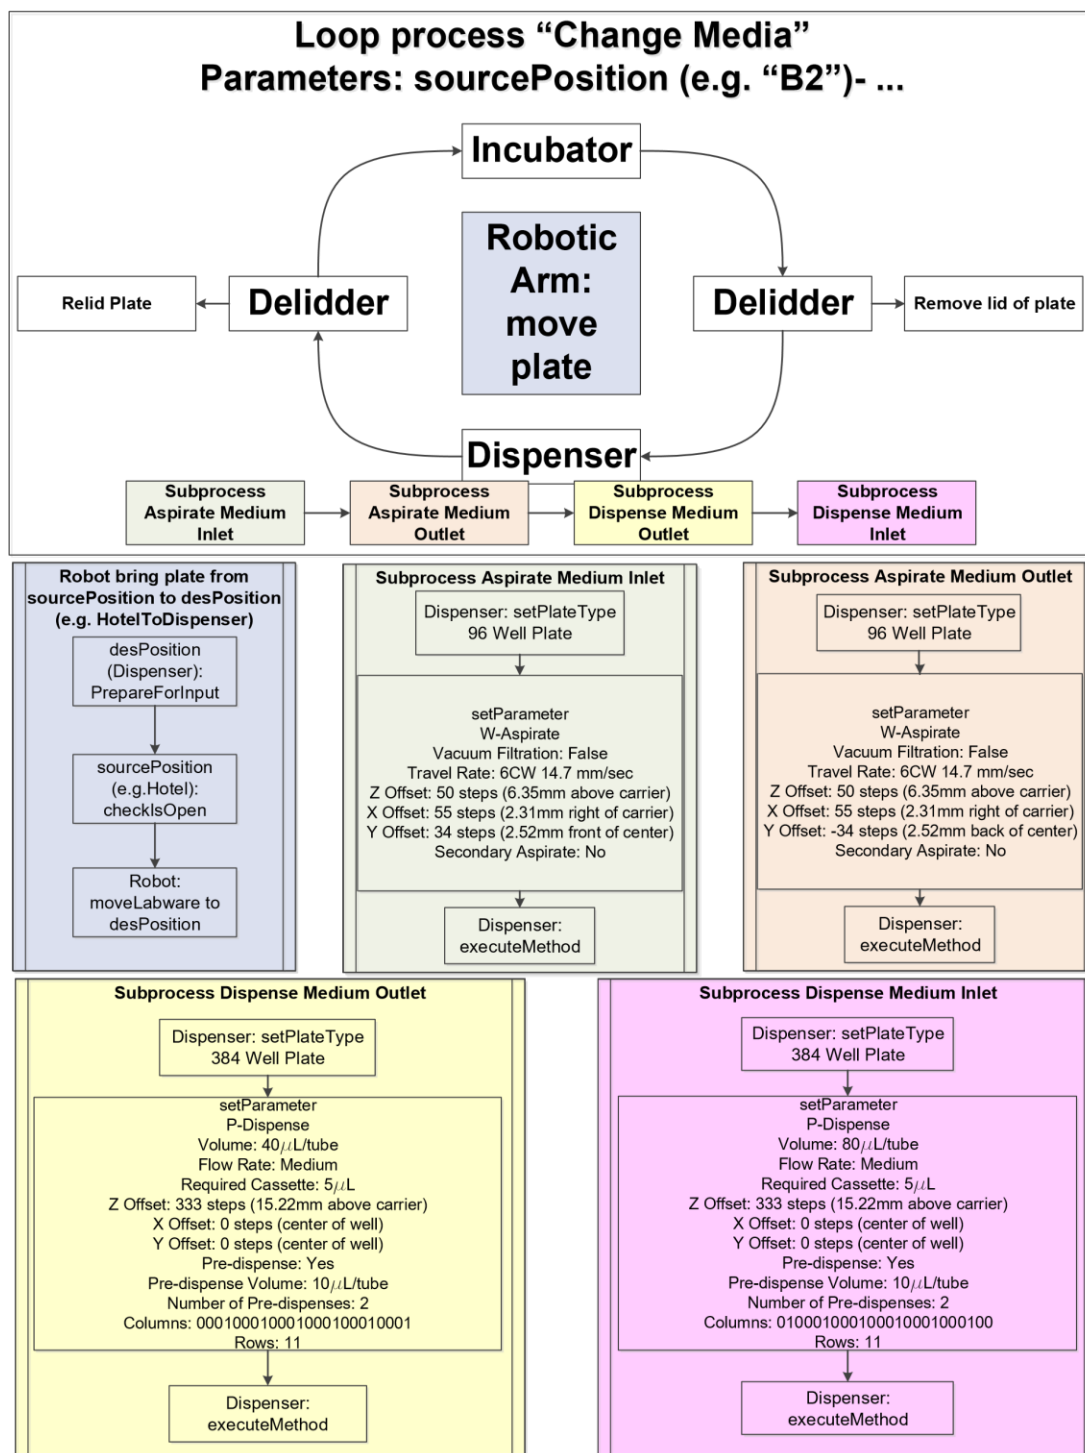 Loop process “Change Media”
Parameters: sourcePosition (e.g. “B2”)- ...
Incubator
Robotic
Arm:
move
plate
Relid Plate
Delidder
Delidder
Remove lid of plate
Dispenser
Subprocess
Aspirate Medium
Inlet
Subprocess
Aspirate Medium
Outlet
Subprocess
Dispense Medium
Outlet
Subprocess
Dispense Medium
Inlet
Robot bring plate from
sourcePosition to desPosition
(e.g. HotelToDispenser)
desPosition
(Dispenser):
PrepareForInput
sourcePosition
(e.g.Hotel):
checkIsOpen
Robot:
moveLabware to
desPosition
Subprocess Aspirate Medium Inlet
Dispenser: setPlateType
96 Well Plate
setParameter
W-Aspirate
Vacuum Filtration: False
Travel Rate: 6CW 14.7 mm/sec
Z Offset: 50 steps (6.35mm above carrier)
X Offset: 55 steps (2.31mm right of carrier)
Y Offset: 34 steps (2.52mm front of center)
Secondary Aspirate: No
Dispenser:
executeMethod
Subprocess Aspirate Medium Outlet
Dispenser: setPlateType
96 Well Plate
setParameter
W-Aspirate
Vacuum Filtration: False
Travel Rate: 6CW 14.7 mm/sec
Z Offset: 50 steps (6.35mm above carrier)
X Offset: 55 steps (2.31mm right of carrier)
Y Offset: -34 steps (2.52mm back of center)
Secondary Aspirate: No
Dispenser:
executeMethod
Subprocess Dispense Medium Outlet
Dispenser: setPlateType
384 Well Plate
setParameter
P-Dispense
Volume: 40μL/tube
Flow Rate: Medium
Required Cassette: 5μL
Z Offset: 333 steps (15.22mm above carrier)
X Offset: 0 steps (center of well)
Y Offset: 0 steps (center of well)
Pre-dispense: Yes
Pre-dispense Volume: 10μL/tube
Number of Pre-dispenses: 2
Columns: 000100010001000100010001
Rows: 11
Dispenser:
executeMethod
Subprocess Dispense Medium Inlet
Dispenser: setPlateType
384 Well Plate
setParameter
P-Dispense
Volume: 80μL/tube
Flow Rate: Medium
Required Cassette: 5μL
Z Offset: 333 steps (15.22mm above carrier)
X Offset: 0 steps (center of well)
Y Offset: 0 steps (center of well)
Pre-dispense: Yes
Pre-dispense Volume: 10μL/tube
Number of Pre-dispenses: 2
Columns: 010001000100010001000100
Rows: 11
Dispenser:
executeMethod